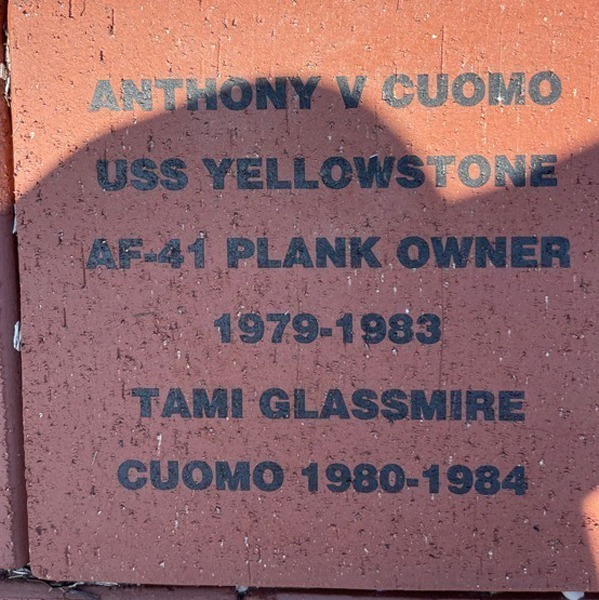 ANTHONY V CUOMO
USS YELLOWSTONE
AF-41 PLANK OWNER
1979-1983
TAMI GLASSMIRE
CUOMO 1980-1984